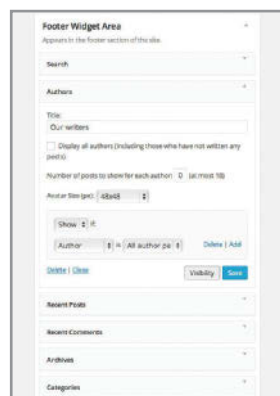 Footer Widget Area
Appears in the footer section of the site.
Search
Authors
Title:
Our writers
Display all authors (including those who have not written any
posts)
Number of posts to show for each author: 0 (at most 10)
Avatar Size (px): 48x48
Show if:
Author is All author pa Delete | Add
Delete | Close Visibility Save
Recent Posts
Recent Comments
Archives
Categories